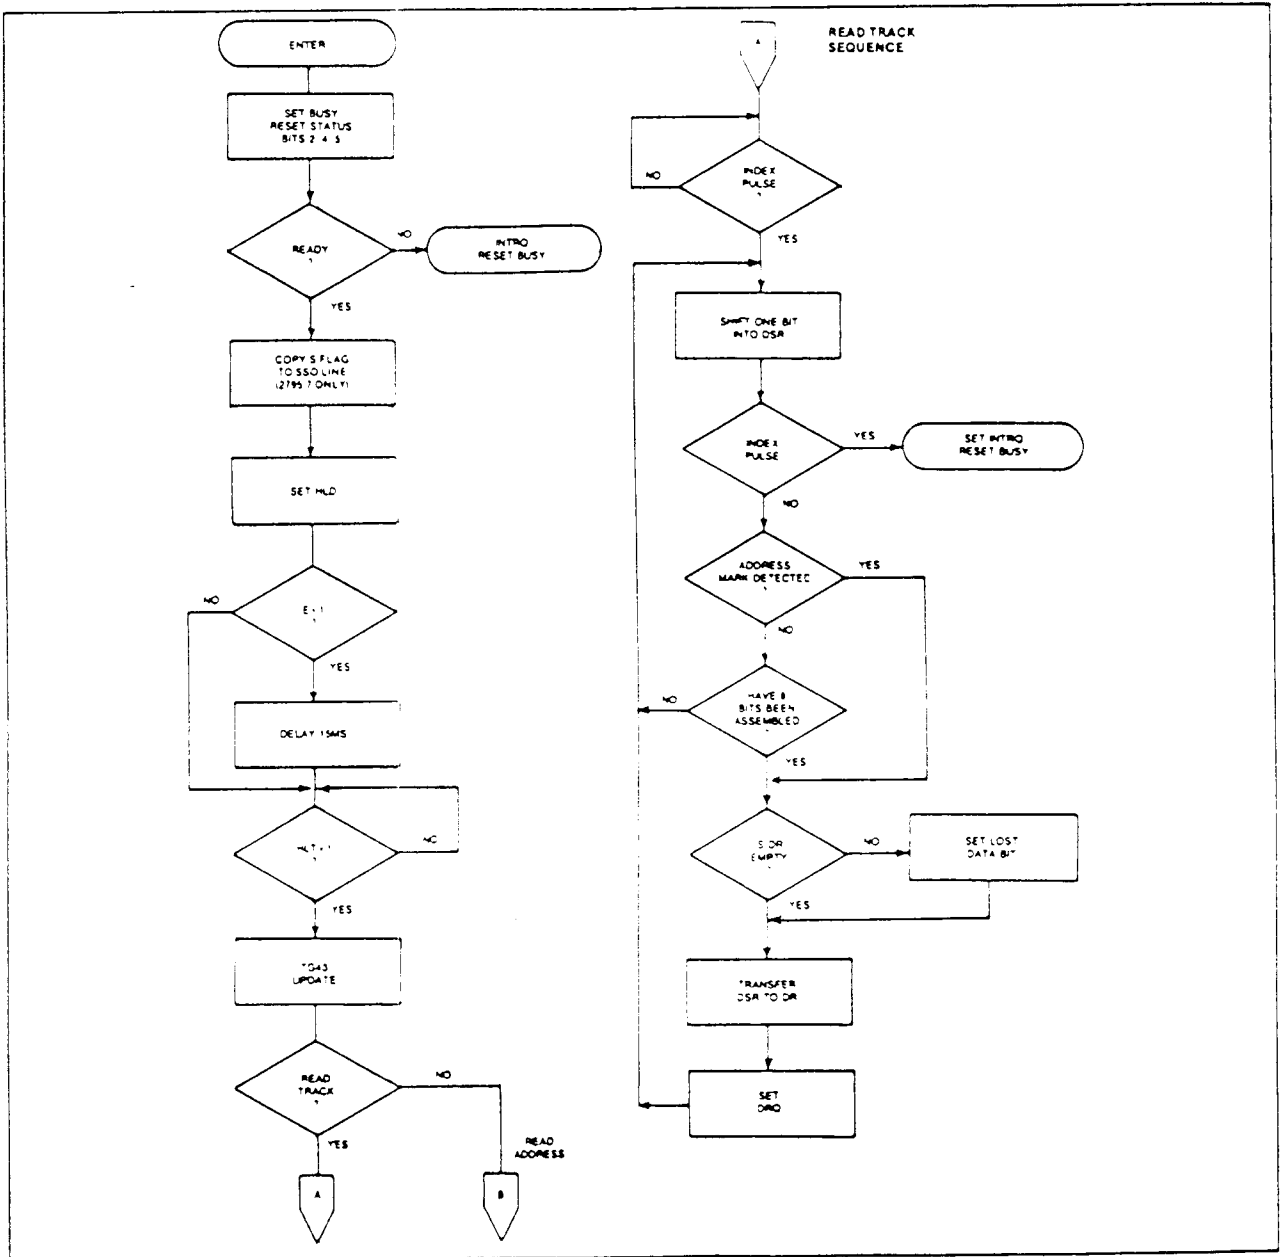 ENTER
SET BUSY
RESET STATUS
BITS 2 4 5
READY
?
NO
INTRQ
RESET BUSY
YES
COPY S FLAG
TO SSO LINE
(2795 7 ONLY)
SET HLD
NO
E = 1
?
YES
DELAY 15MS
HLT = 1
?
NO
YES
TG43
UPDATE
READ
TRACK
?
NO
YES
READ
ADDRESS
A
B
A
READ TRACK
SEQUENCE
INDEX
PULSE
?
NO
YES
SHIFT ONE BIT
INTO DSR
INDEX
PULSE
YES
SET INTRQ
RESET BUSY
NO
ADDRESS
MARK DETECTED
?
YES
NO
HAVE 8
BITS BEEN
ASSEMBLED
NO
YES
IS DR
EMPTY
?
NO
SET LOST
DATA BIT
YES
TRANSFER
DSR TO DR
SET
DRQ